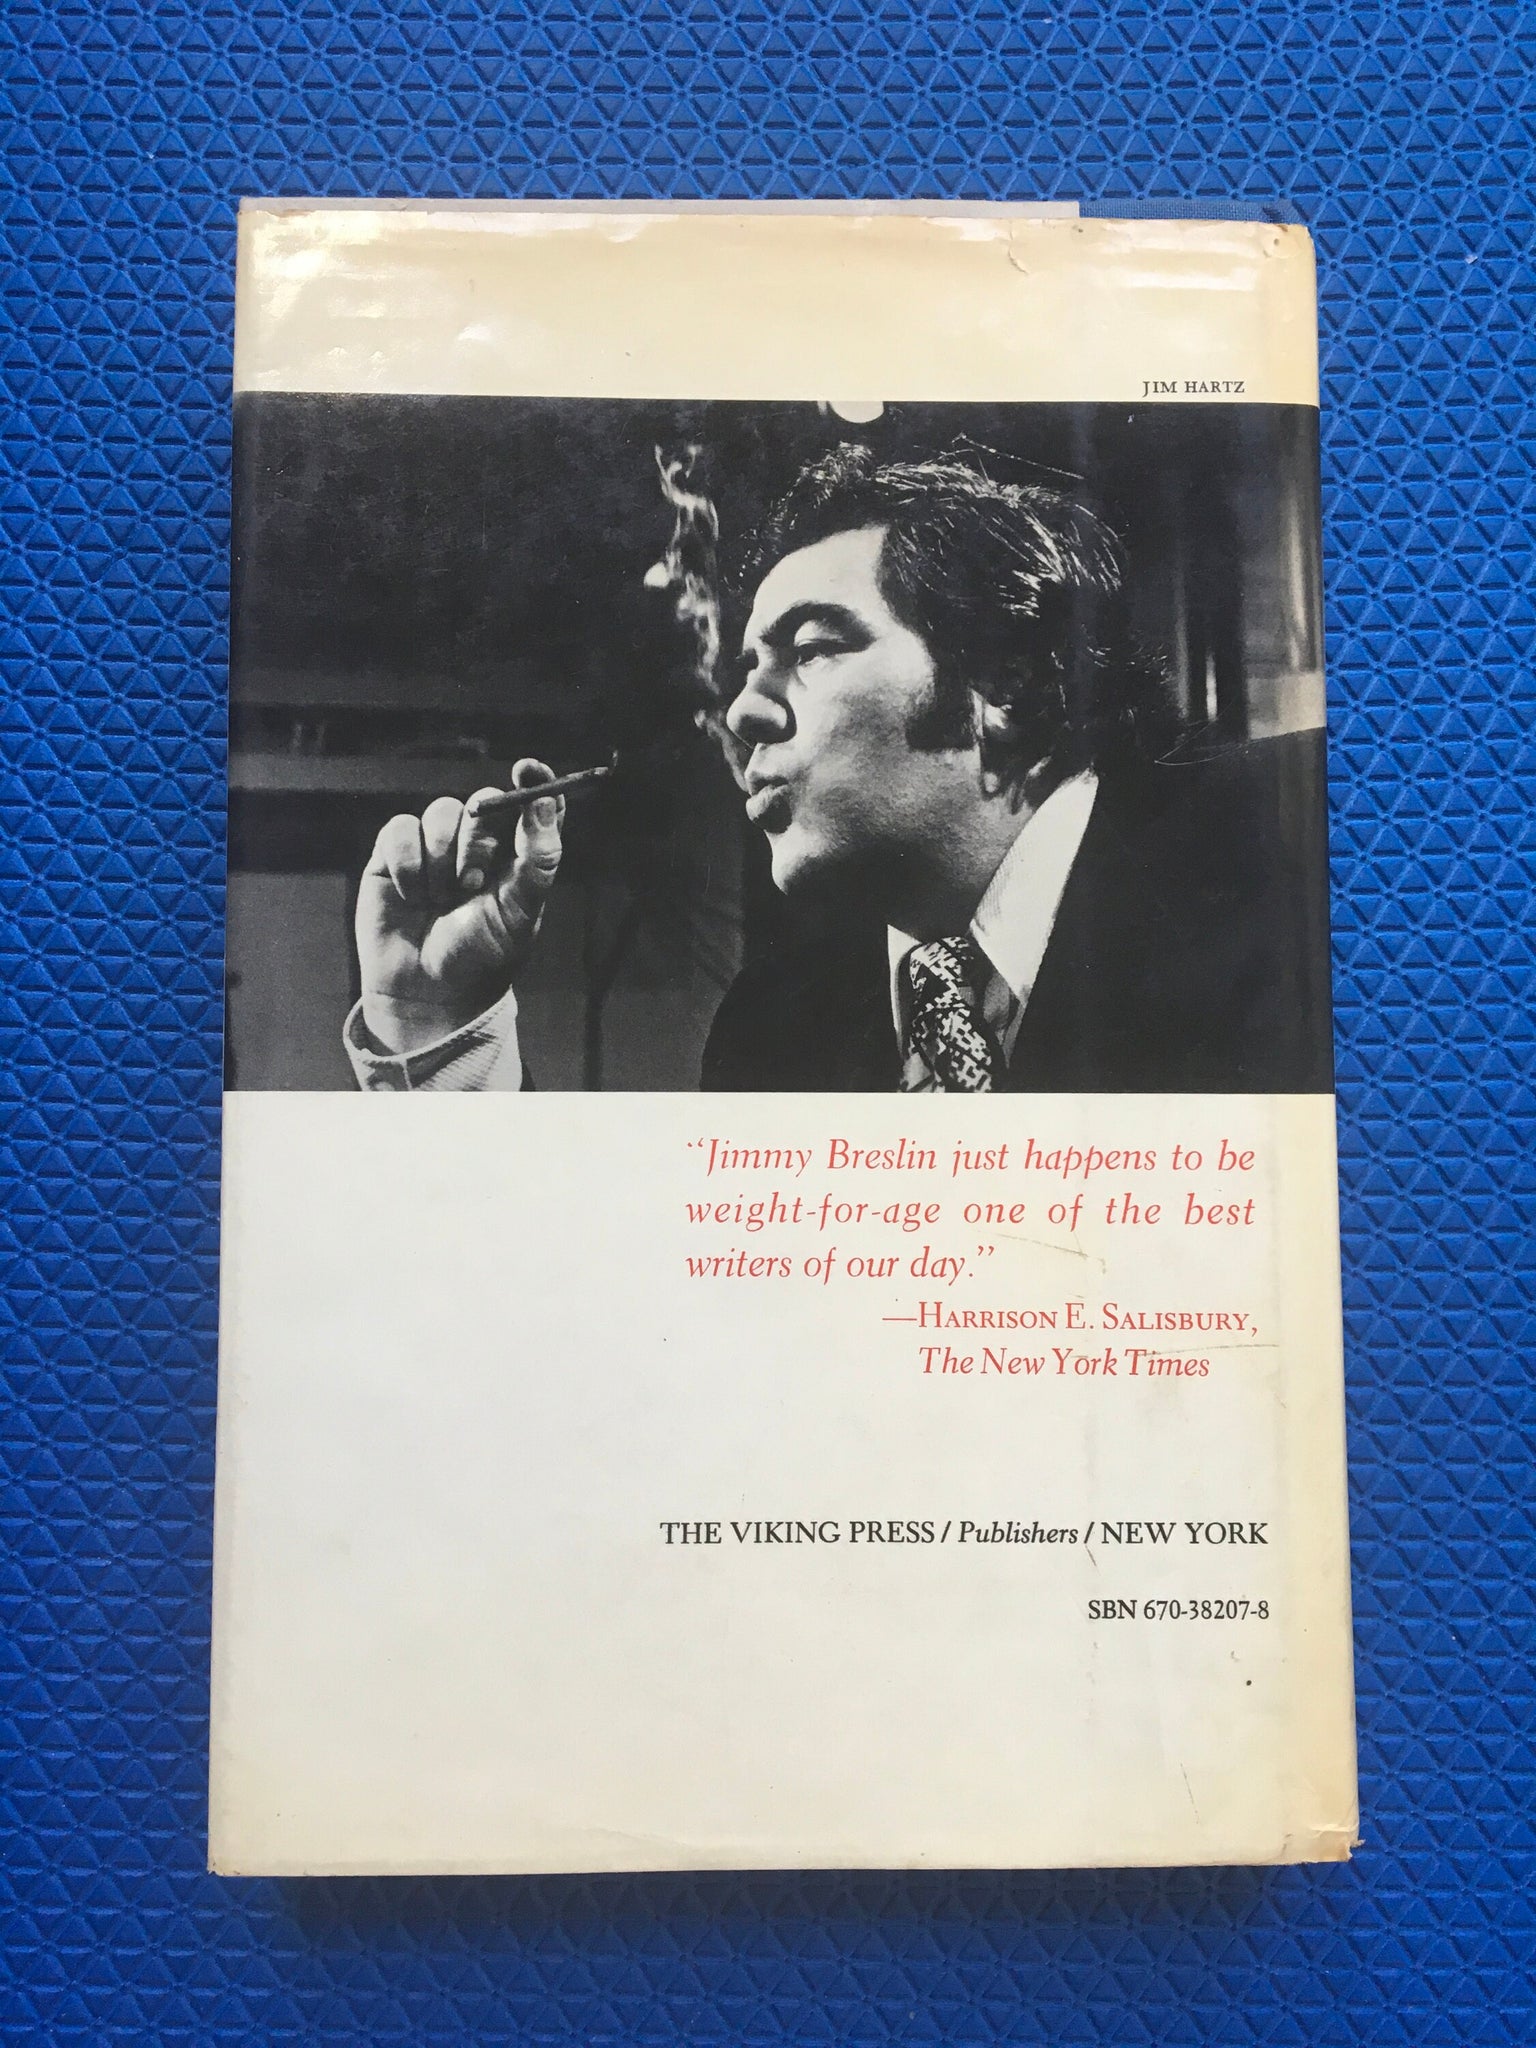 JIM HARTZ
“Jimmy Breslin just happens to be
weight-for-age one of the best
writers of our day.”
—HARRISON E. SALISBURY,
The New York Times
THE VIKING PRESS / Publishers / NEW YORK
SBN 670-38207-8